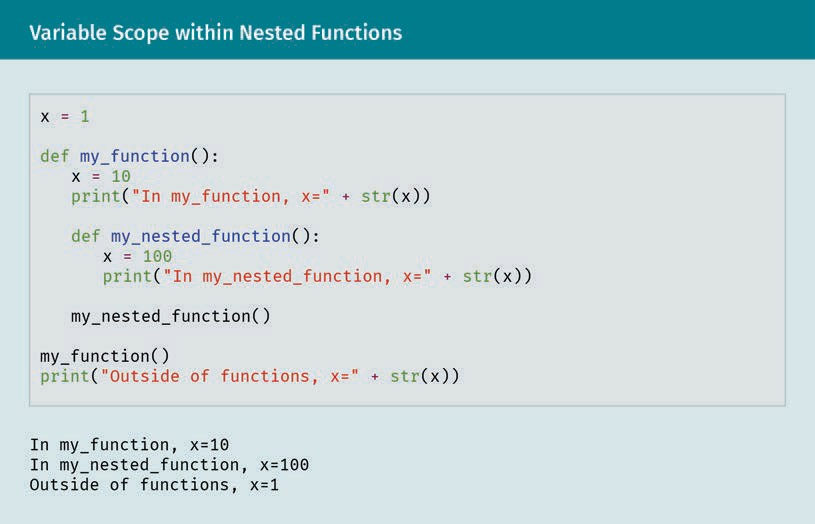 Variable Scope within Nested Functions
x = 1
def my_function():
x = 10
print("In my_function, x=" + str(x))
def my_nested_function():
x = 100
print("In my_nested_function, x=" + str(x))
my_nested_function()
my_function()
print("Outside of functions, x=" + str(x))
In my_function, x=10
In my_nested_function, x=100
Outside of functions, x=1